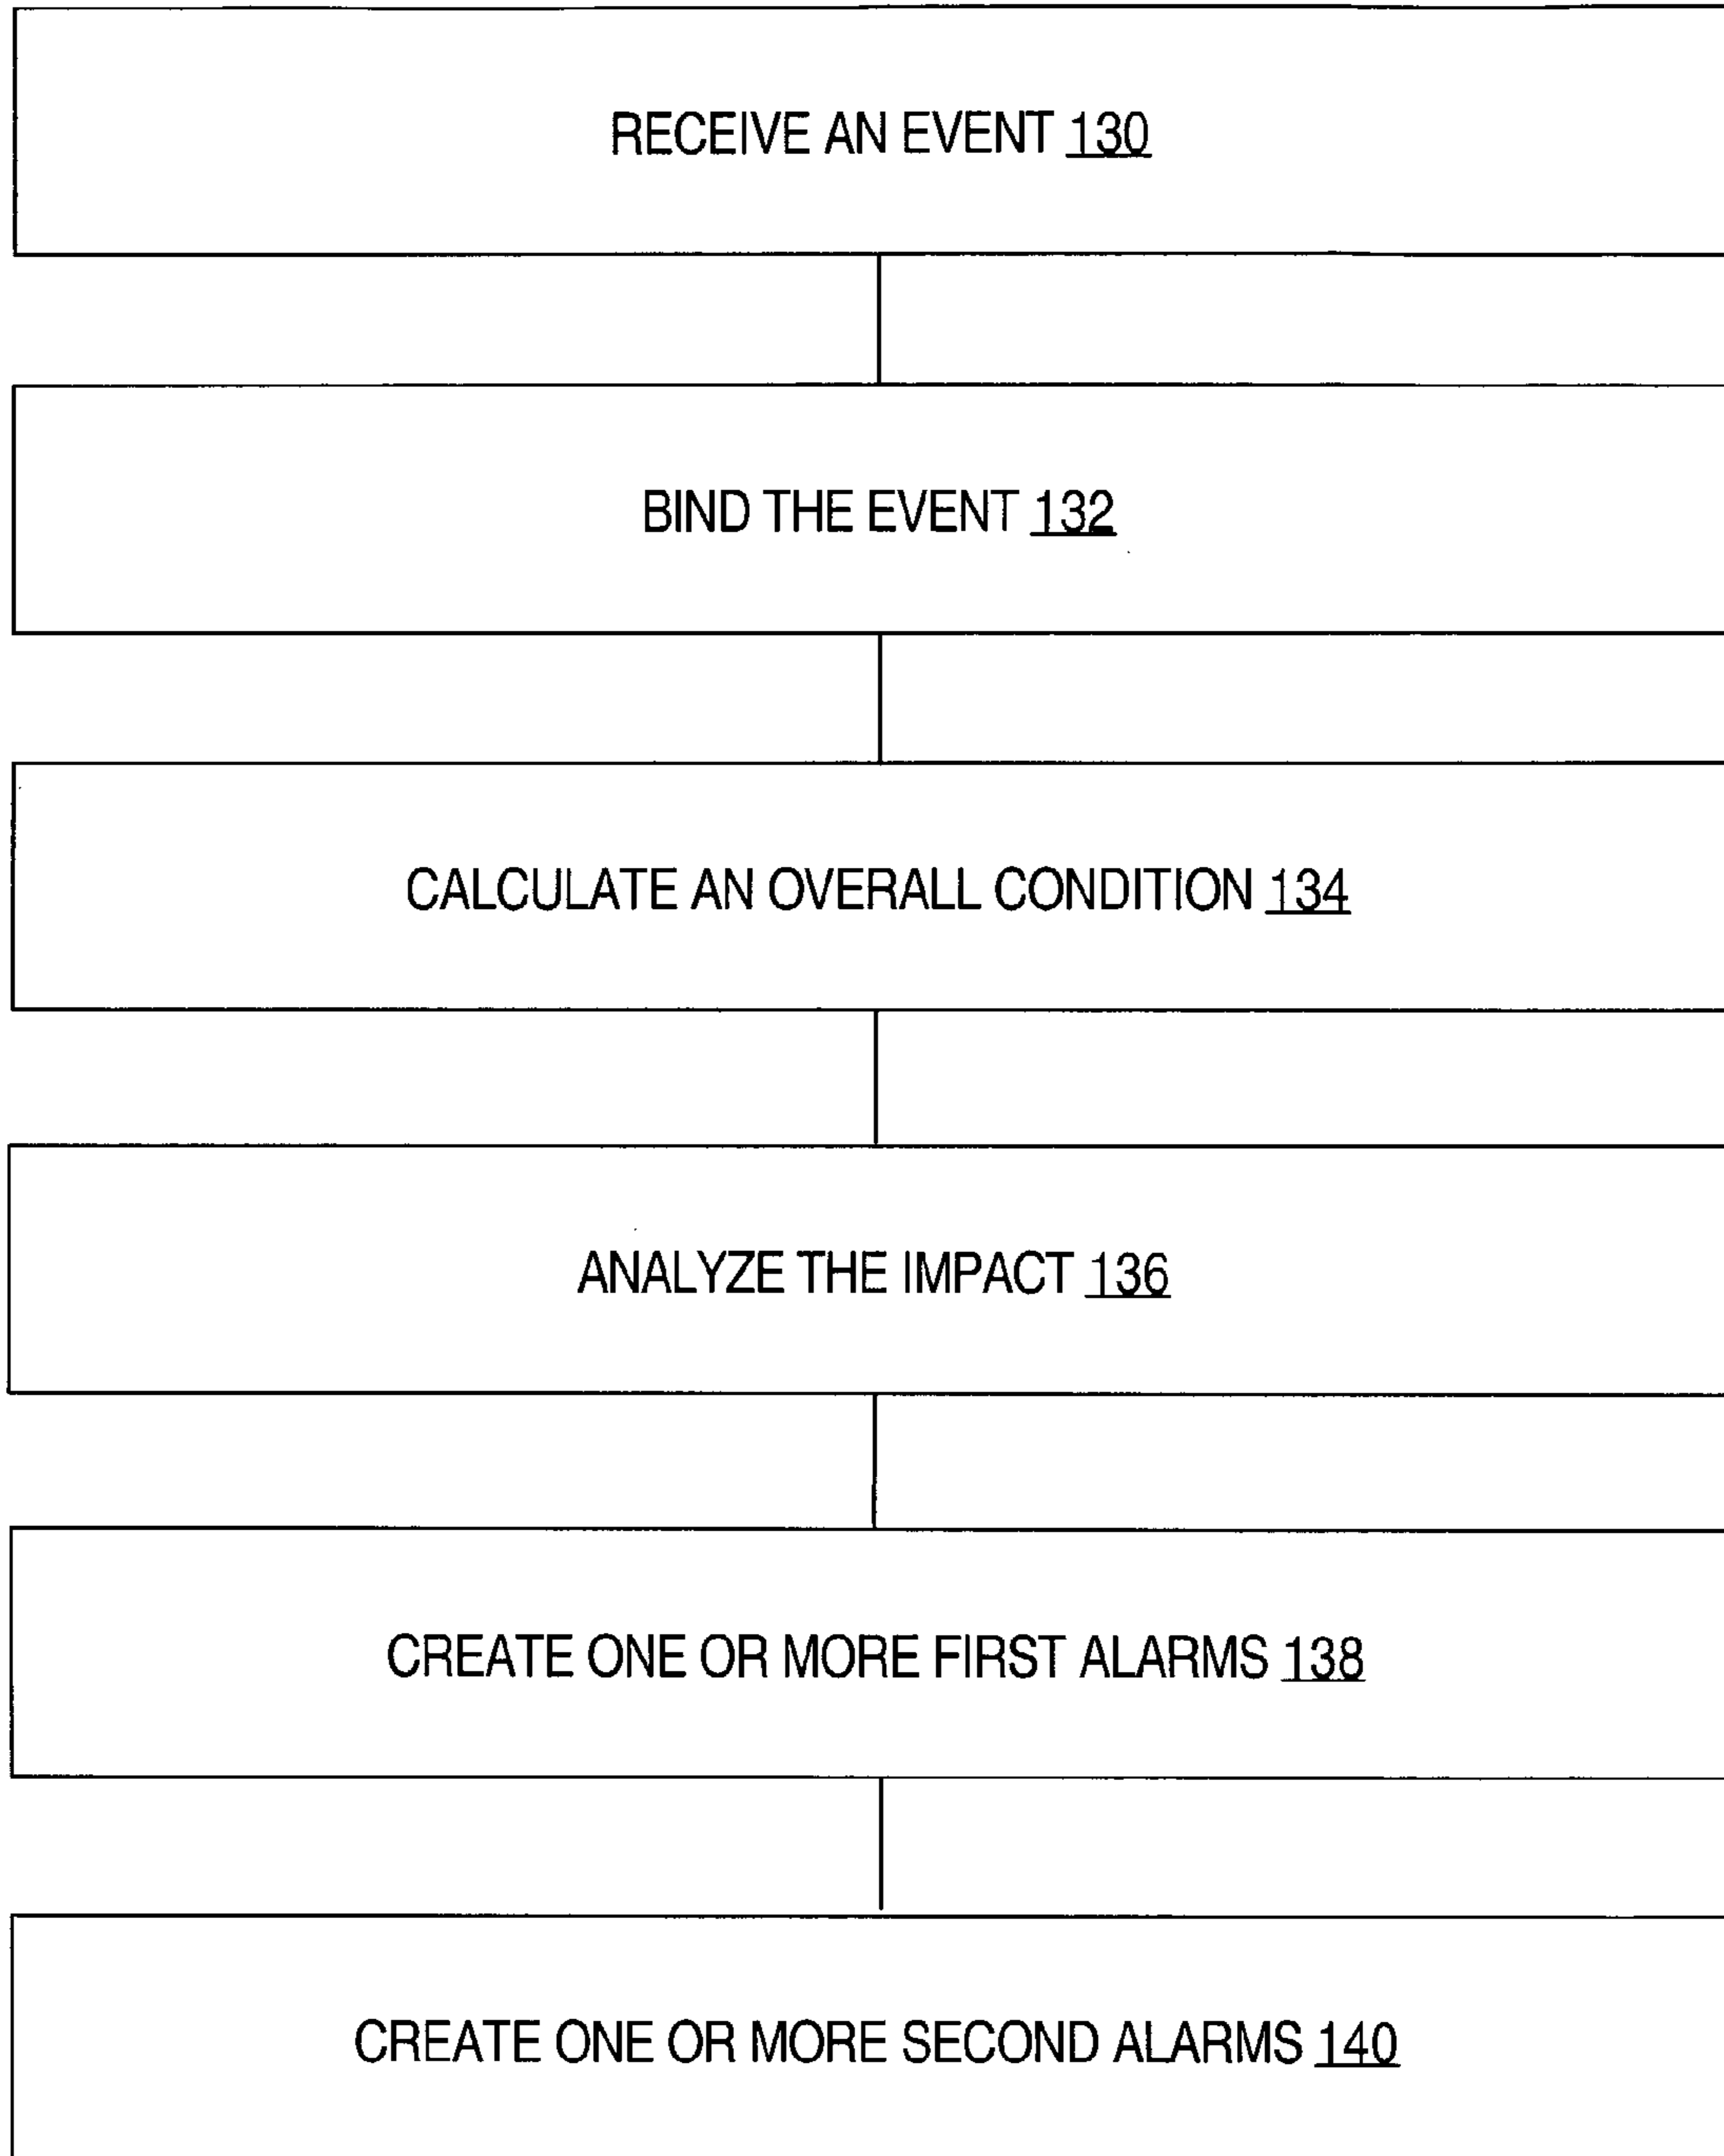 RECEIVE AN EVENT 130
BIND THE EVENT 132
CALCULATE AN OVERALL CONDITION 134
ANALYZE THE IMPACT 136
CREATE ONE OR MORE FIRST ALARMS 138
CREATE ONE OR MORE SECOND ALARMS 140